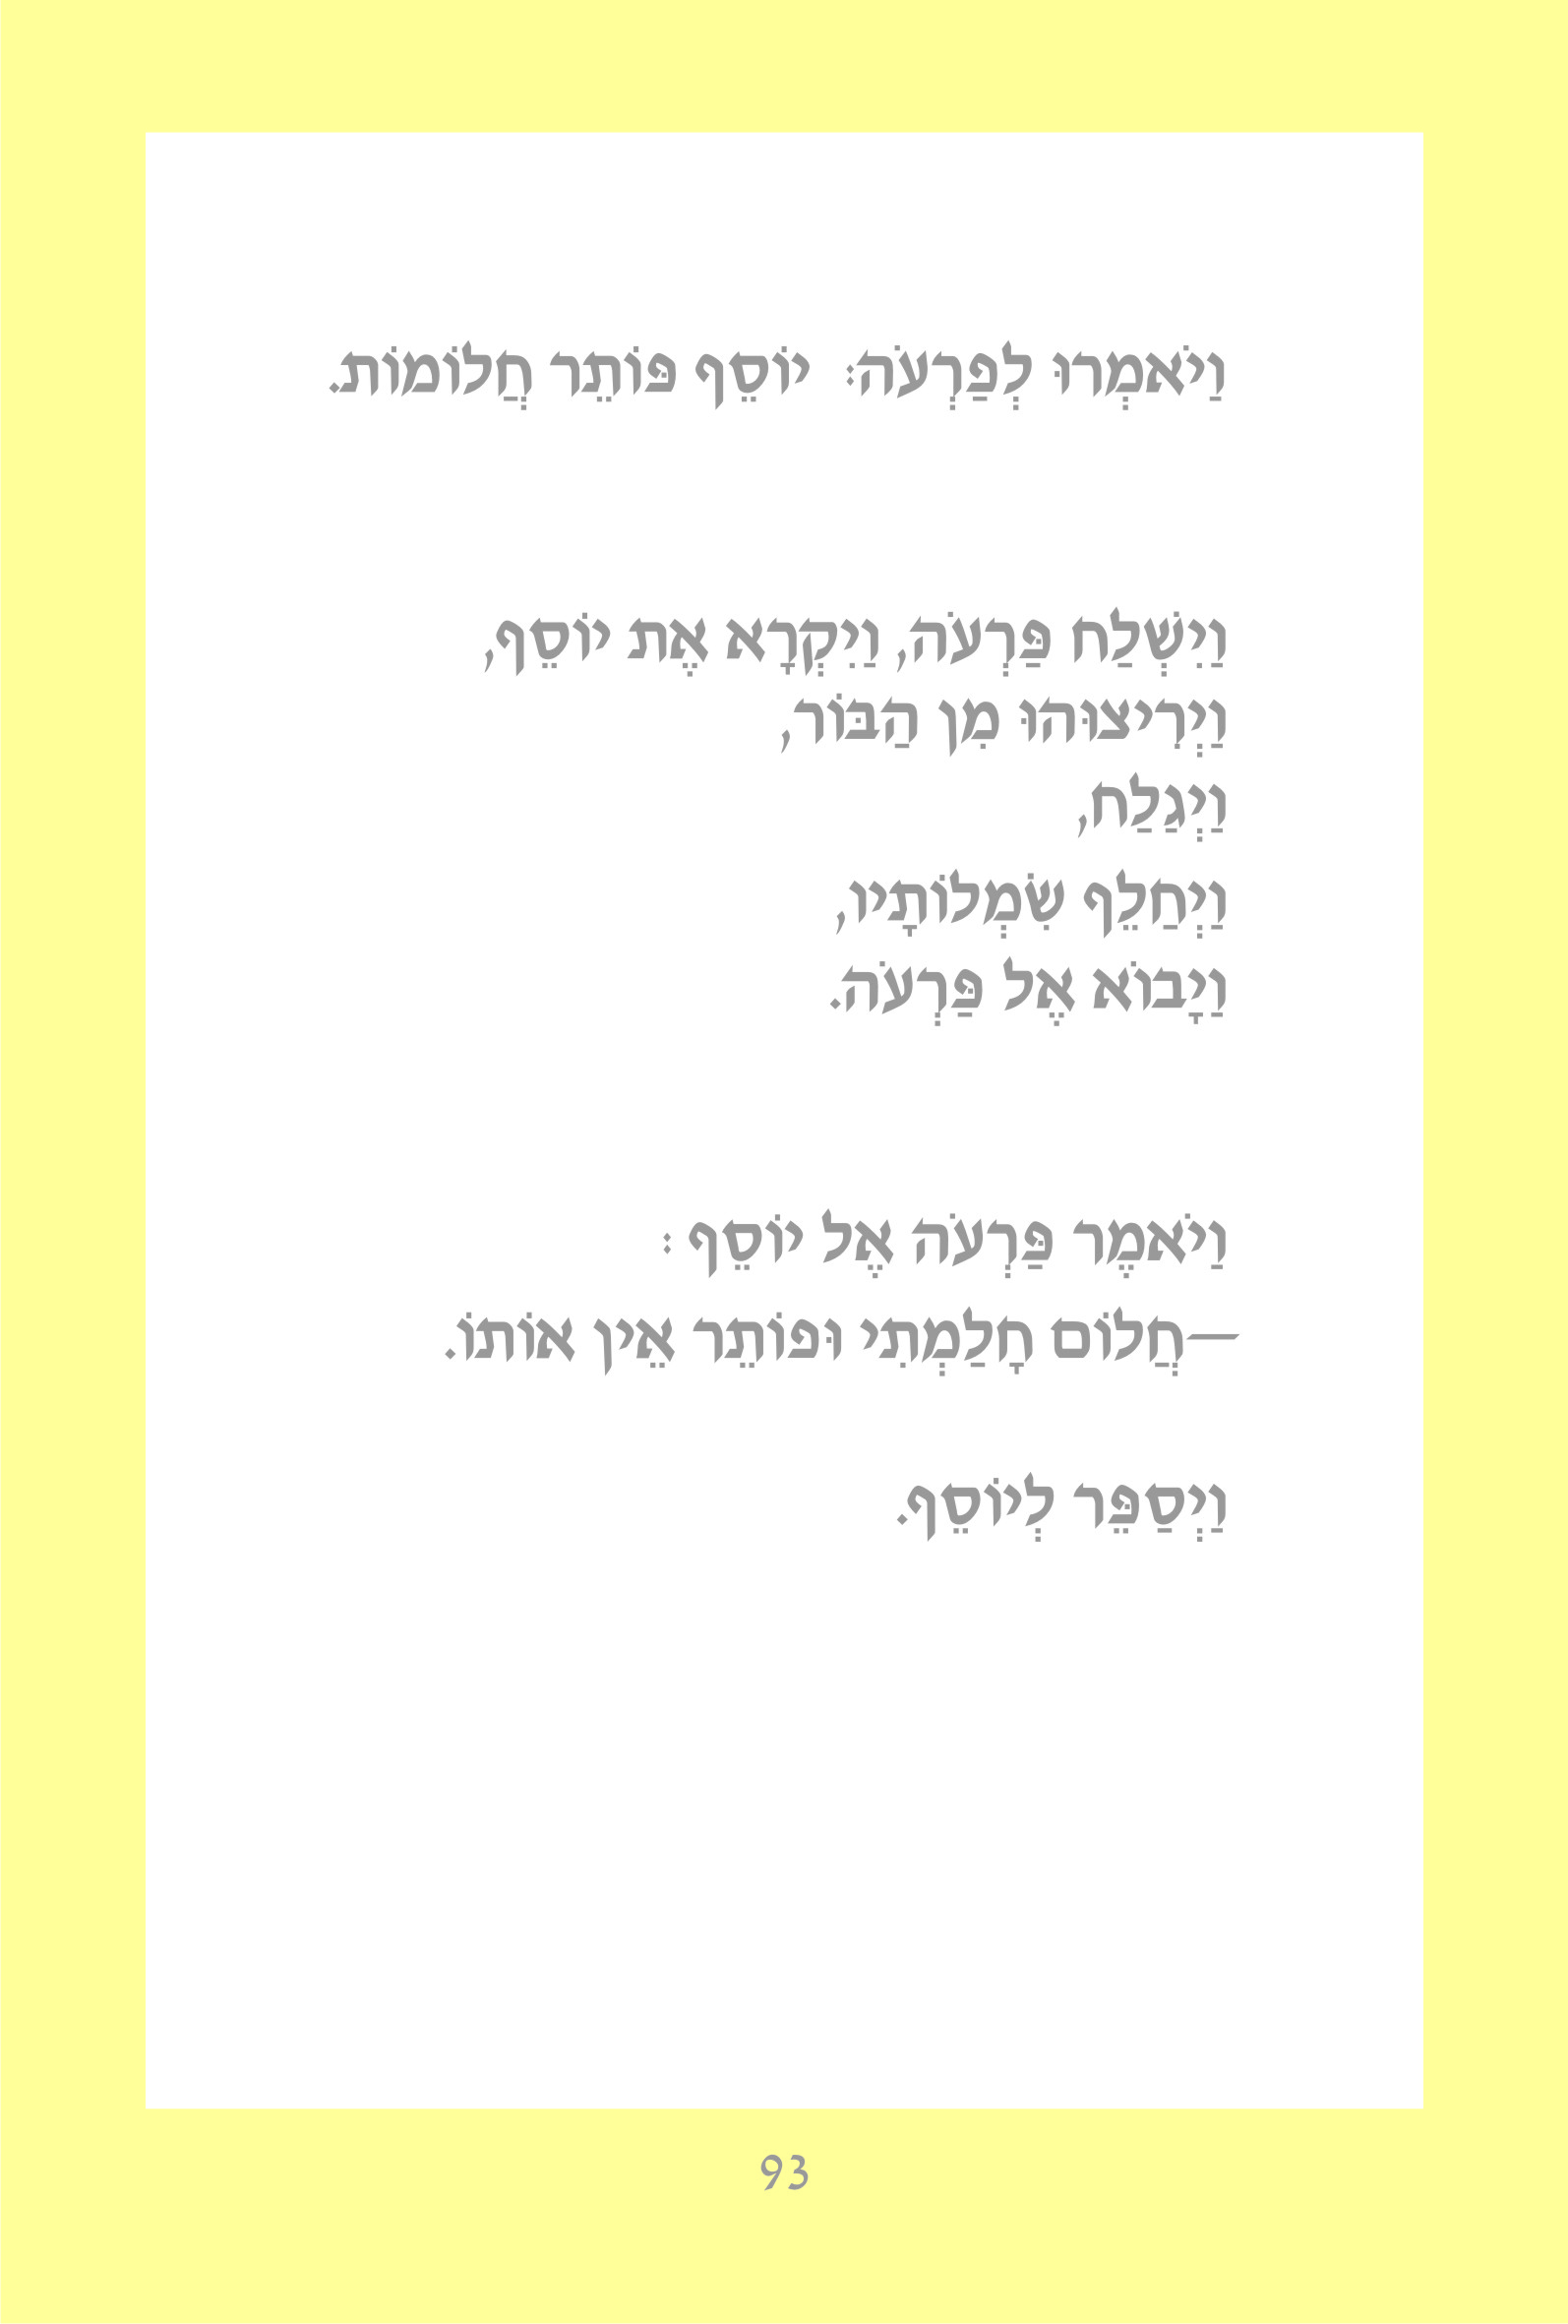 וַיֹּאמְרוּ לְפַרְעֹה: יוֹסֵף פּוֹתֵר חֲלוֹמוֹת.
וַיִּשְׁלַח פַּרְעֹה, וַיִּקְרָא אֶת יוֹסֵף,
וַיְרִיצוּהוּ מִן הַבּוֹר,
וַיְגַלַּח,
וַיְחַלֵּף שִׂמְלוֹתָיו,
וַיָּבוֹא אֶל פַּרְעֹה.
וַיֹּאמֶר פַּרְעֹה אֶל יוֹסֵף :
—חֲלוֹם חָלַמְתִּי וּפוֹתֵר אֵין אוֹתוֹ.
וַיְסַפֵּר לְיוֹסֵף.
93